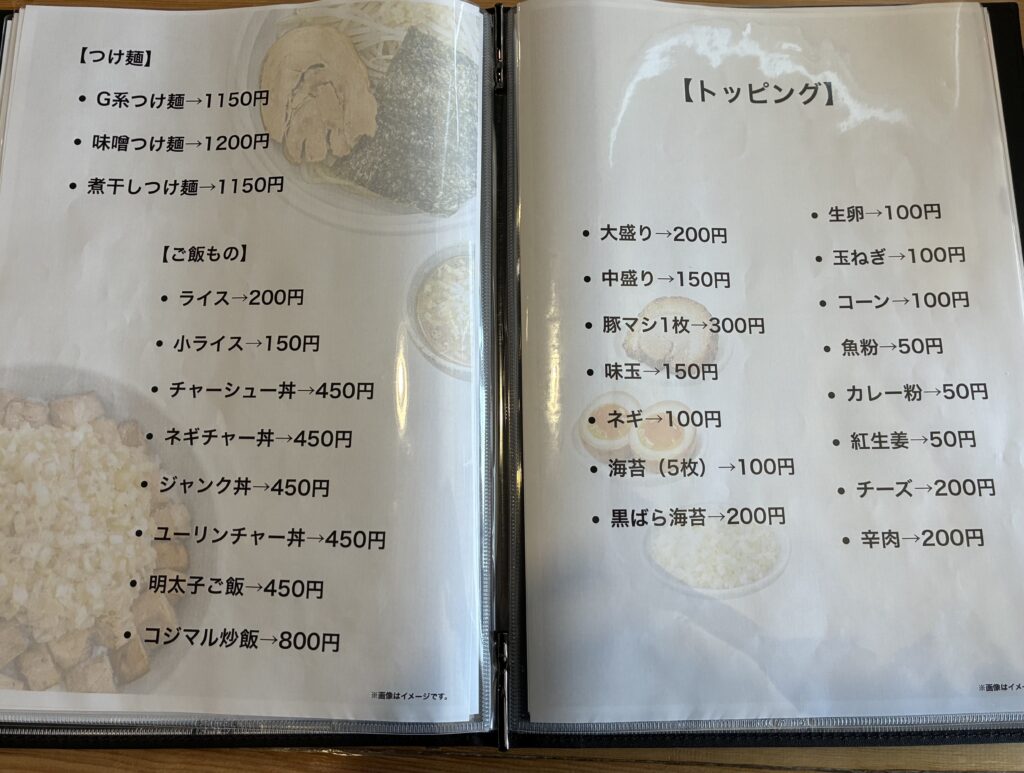 【つけ麺】
• G系つけ麺→1150円
• 味噌つけ麺→1200円
• 煮干しつけ麺→1150円
【ご飯もの】
• ライス→200円
• 小ライス→150円
• チャーシュー丼→450円
• ネギチャー丼→450円
• ジャンク丼→450円
• ユーリンチャー丼→450円
• 明太子ご飯→450円
• コジマル炒飯→800円
※画像はイメージです。
【トッピング】
• 大盛り→200円
• 中盛り→150円
• 豚マシ1枚→300円
• 味玉→150円
• ネギ→100円
• 海苔（5枚）→100円
• 黒ばら海苔→200円
• 生卵→100円
• 玉ねぎ→100円
• コーン→100円
• 魚粉→50円
• カレー粉→50円
• 紅生姜→50円
• チーズ→200円
• 辛肉→200円
※画像はイメー